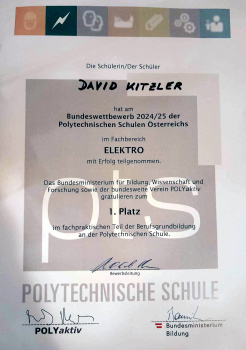 Die Schülerin/Der Schüler
DAVID KITZLER
hat am
Bundeswettbewerb 2024/25 der
Polytechnischen Schulen Österreichs
im Fachbereich
ELEKTRO
mit Erfolg teilgenommen.
Das Bundesministerium für Bildung, Wissenschaft und
Forschung sowie der bundesweite Verein POLYaktiv
gratulieren zum
1. Platz
im fachpraktischen Teil der Berufsgrundbildung
an der Polytechnischen Schule.
pts
Bewerbsleitung
POLYTECHNISCHE SCHULE
POLYaktiv
Bundesministerium
Bildung